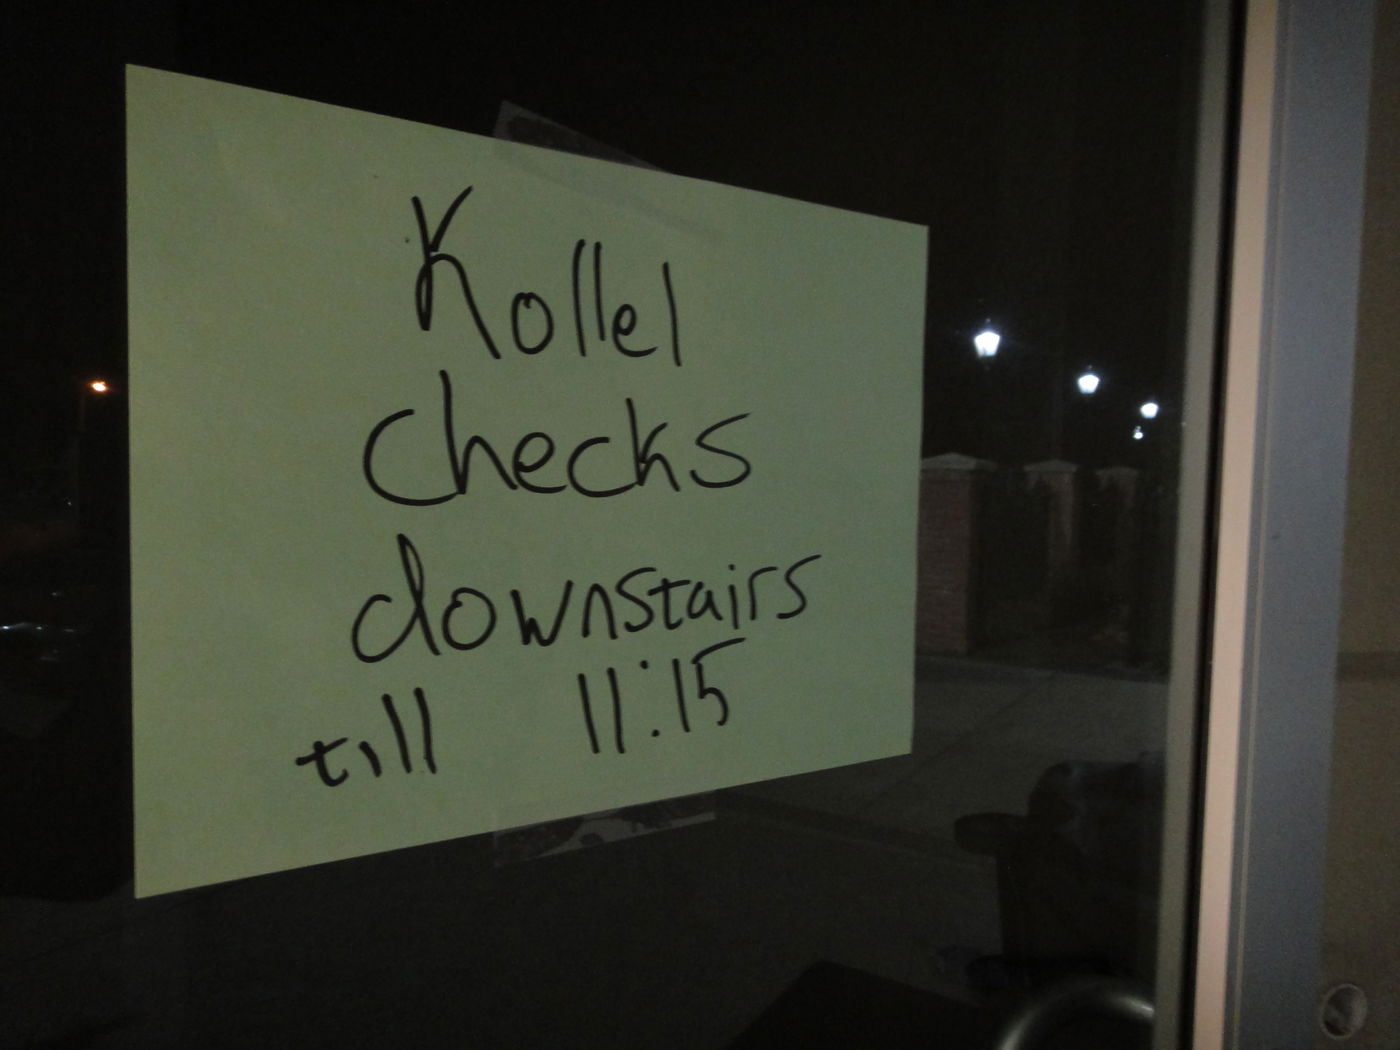 Kollel
checks
downstairs
till 11:15